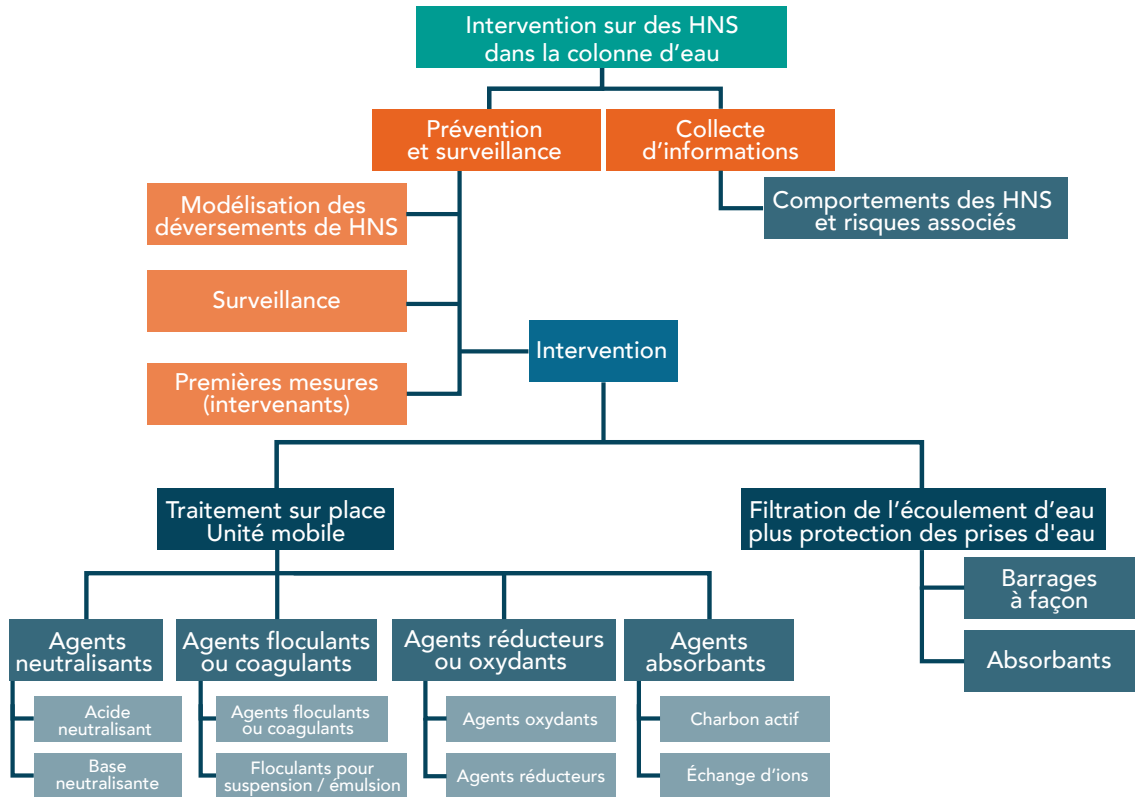 Intervention sur des HNS
dans la colonne d’eau
Prévention
et surveillance
Collecte
d’informations
Modélisation des
déversements de HNS
Comportements des HNS
et risques associés
Surveillance
Intervention
Premières mesures
(intervenants)
Traitement sur place
Unité mobile
Filtration de l’écoulement d’eau
plus protection des prises d'eau
Barrages
à façon
Absorbants
Agents
neutralisants
Agents floculants
ou coagulants
Agents réducteurs
ou oxydants
Agents
absorbants
Acide
neutralisant
Agents floculants
ou coagulants
Agents oxydants
Charbon actif
Base
neutralisante
Floculants pour
suspension / émulsion
Agents réducteurs
Échange d’ions